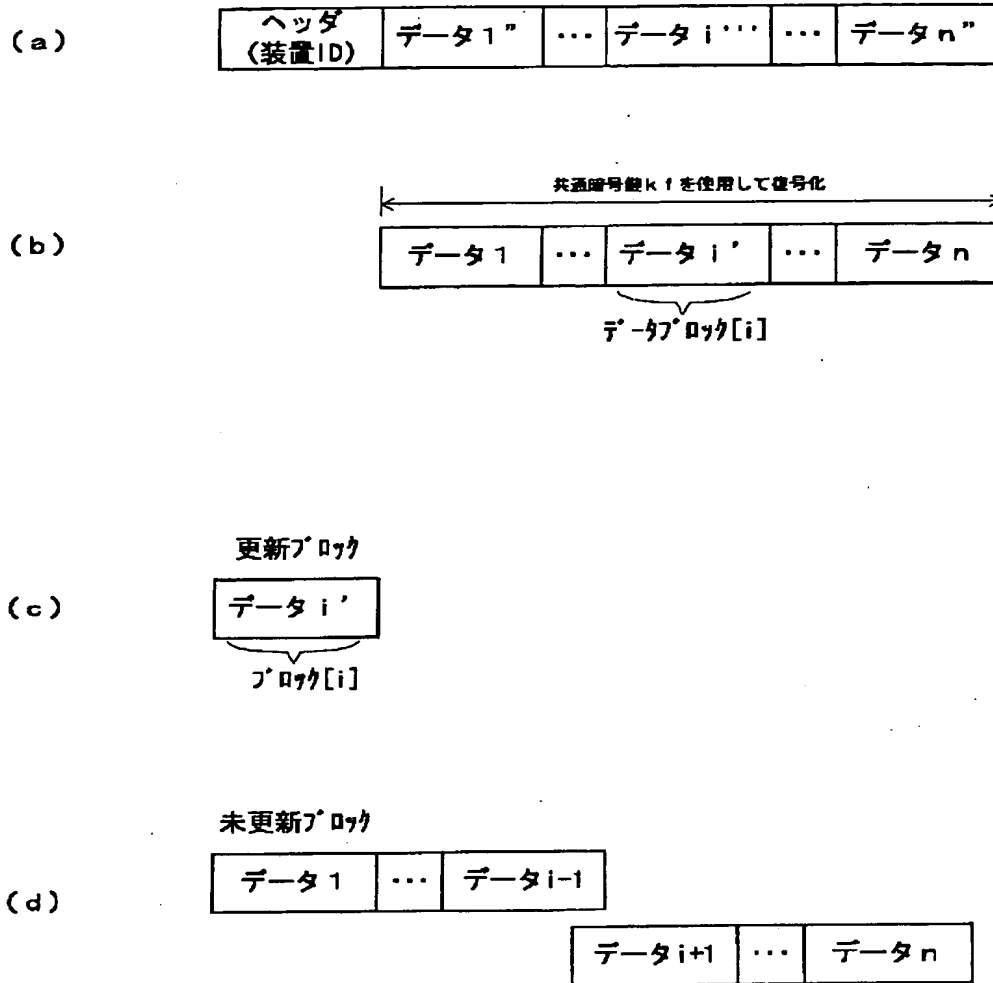 (a)
ヘッダ
(装置ID)
データ1" … データi''' … データn"
共通暗号鍵kfを使用して復号化
(b)
データ1 … データi' … データn
データブロック[i]
更新ブロック
(c)
データi'
ブロック[i]
未更新ブロック
(d)
データ1 … データi-1
データi+1 … データn